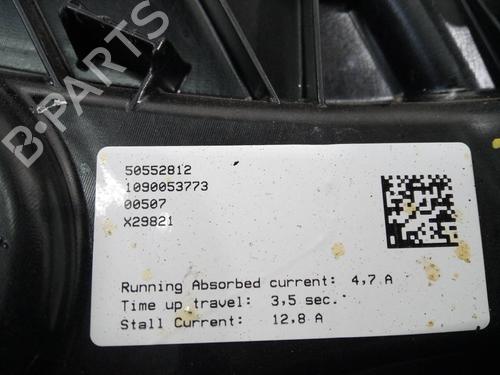 B-PARTS
50552812
1090053773
00507
X29821
Running Absorbed current: 4,7 A
Time up travel: 3,5 sec.
Stall Current: 12,8 A